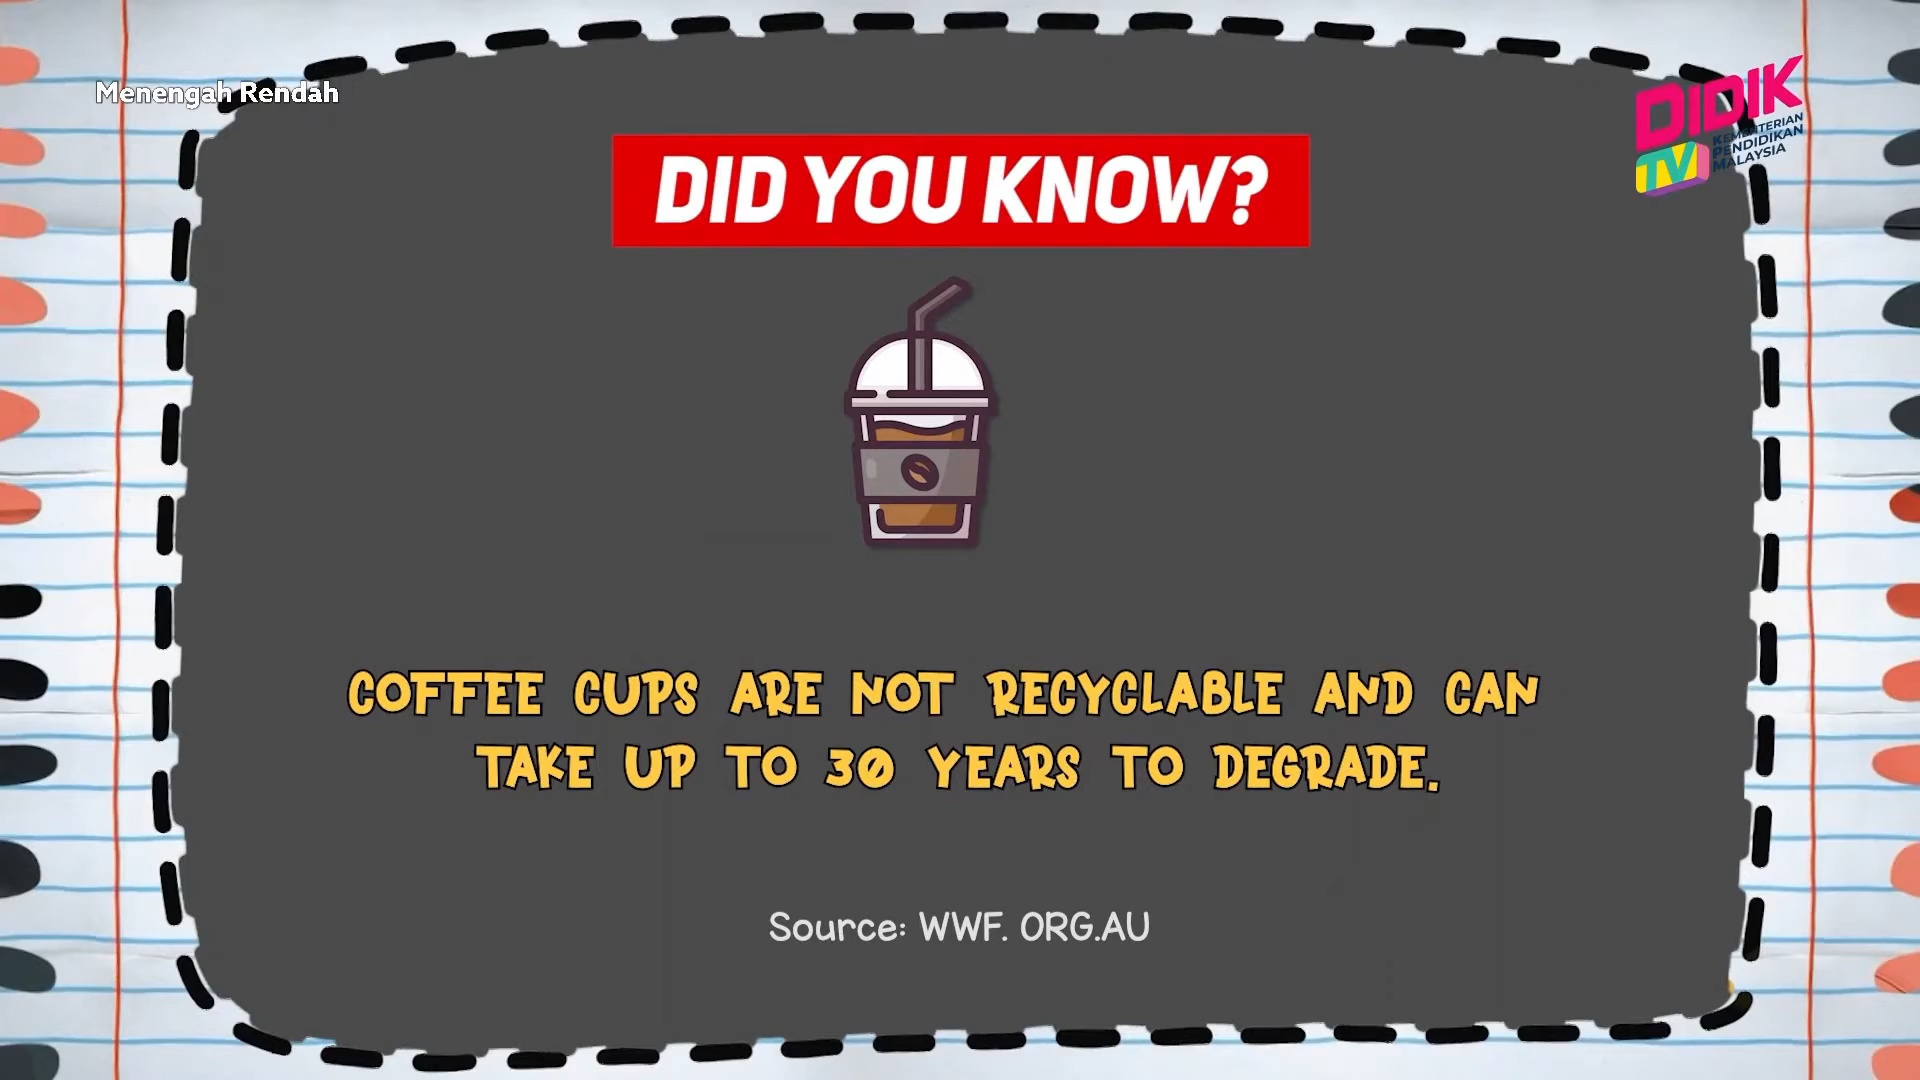 Menengah Rendah
DIDIK
TV
KEMENTERIAN
PENDIDIKAN
MALAYSIA
DID YOU KNOW?
COFFEE CUPS ARE NOT RECYCLABLE AND CAN
TAKE UP TO 30 YEARS TO DEGRADE.
Source: WWF. ORG.AU